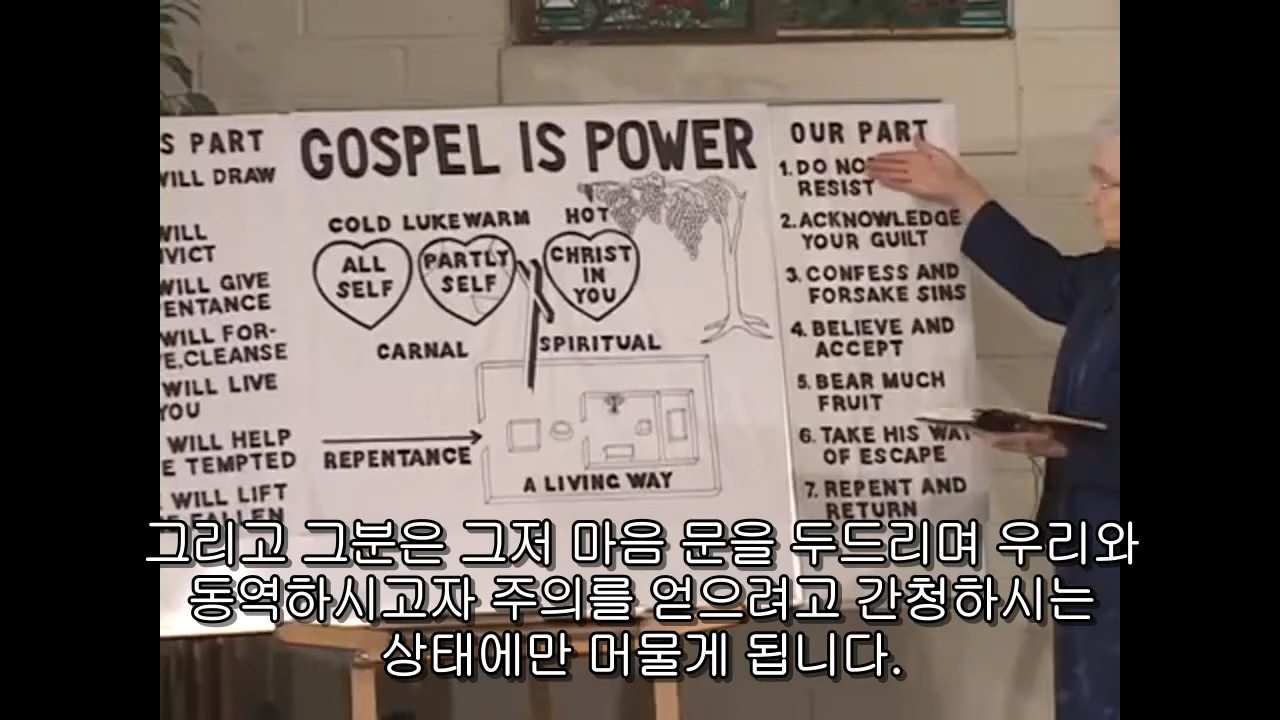 S PART
WILL DRAW
WILL
VICT
WILL GIVE
ENTANCE
WILL FOR-
E, CLEANSE
WILL LIVE
YOU
WILL HELP
E TEMPTED
WILL LIFT
FALLEN
GOSPEL IS POWER
COLD LUKEWARM HOT
ALL
SELF
PARTLY
SELF
CHRIST
IN
YOU
CARNAL
SPIRITUAL
REPENTANCE
A LIVING WAY
OUR PART
1. DO NO
RESIST
2. ACKNOWLEDGE
YOUR GUILT
3. CONFESS AND
FORSAKE SINS
4. BELIEVE AND
ACCEPT
5. BEAR MUCH
FRUIT
6. TAKE HIS WAY
OF ESCAPE
7. REPENT AND
RETURN
그리고 그분은 그저 마음 문을 두드리며 우리와
동역하시고자 주의를 얻으려고 간청하시는
상태에만 머물게 됩니다.